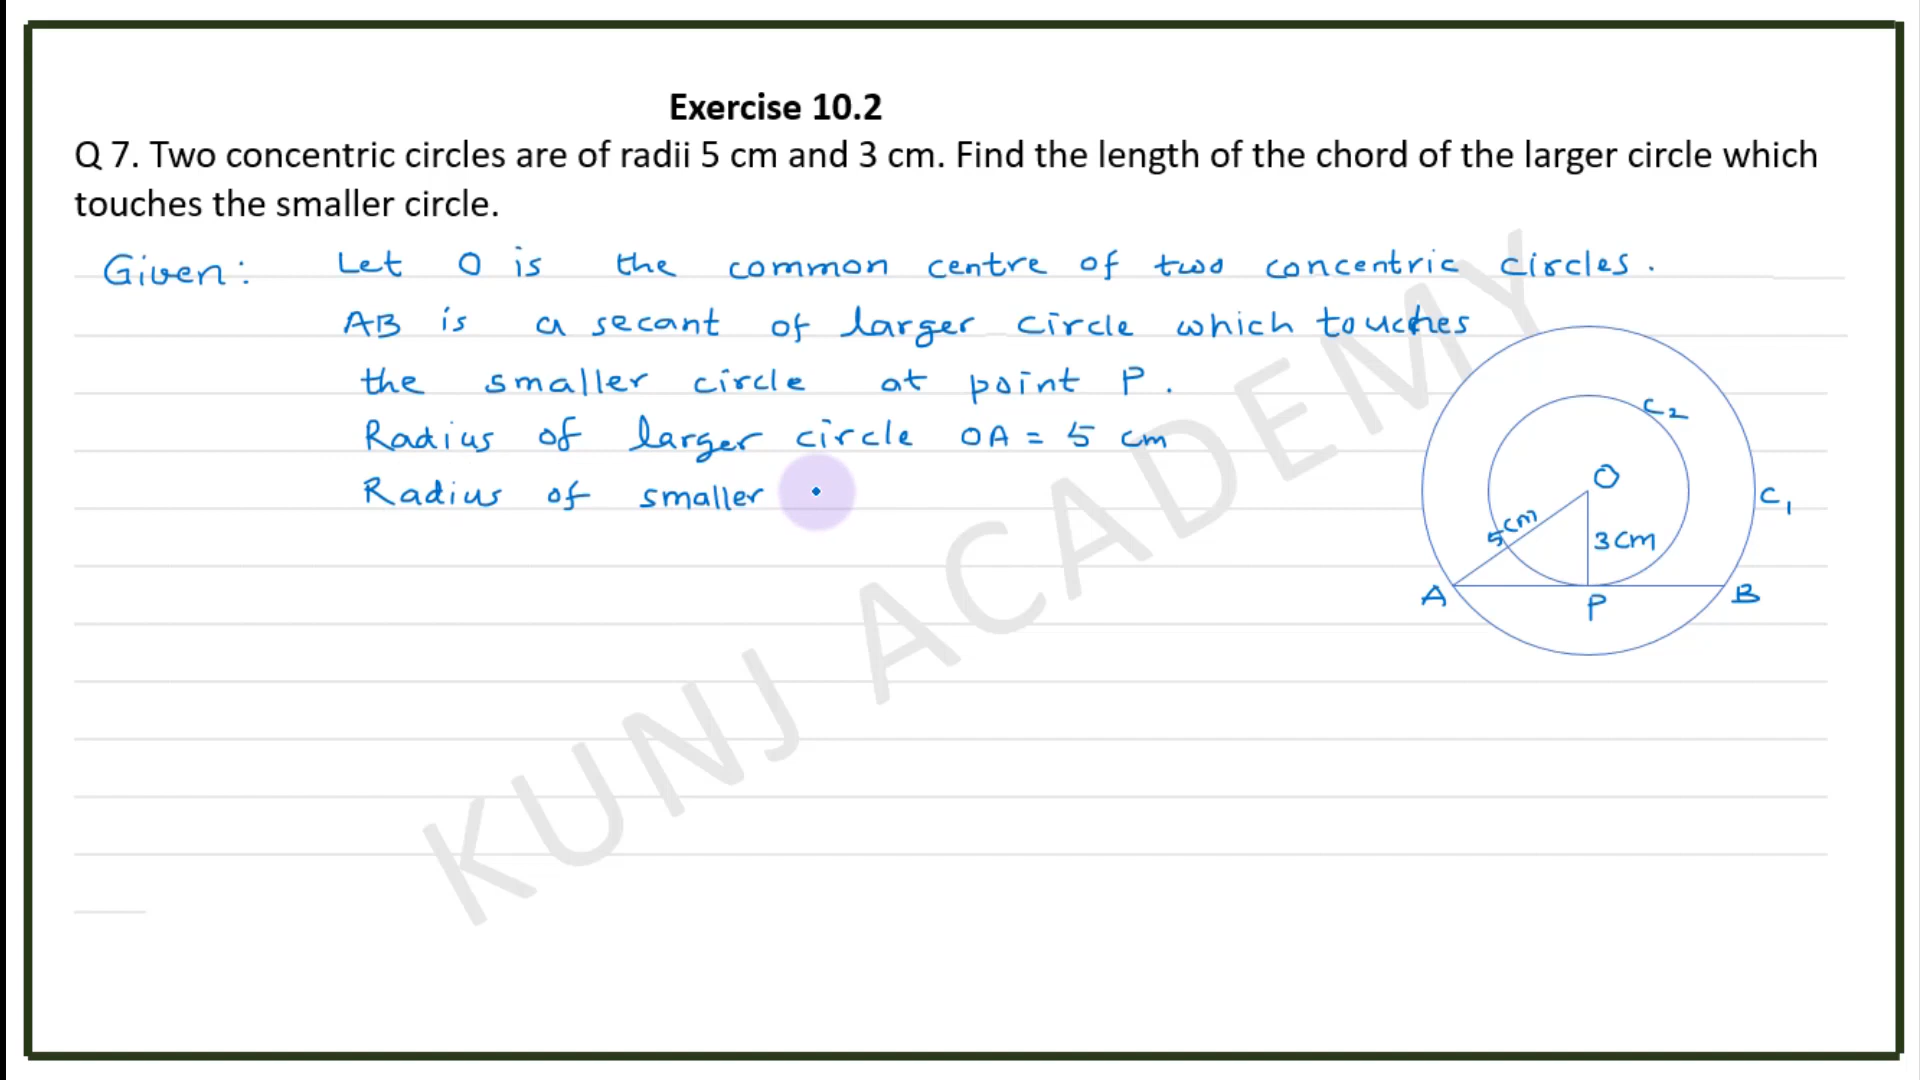 Exercise 10.2
Q 7. Two concentric circles are of radii 5 cm and 3 cm. Find the length of the chord of the larger circle which
touches the smaller circle.
Given: Let O is the common centre of two concentric circles.
AB is a secant of larger circle which touches
the smaller circle at point P.
Radius of larger circle OA = 5 cm
Radius of smaller
C2
O
C1
5cm
3cm
A
P
B
KUNJ ACADEMY